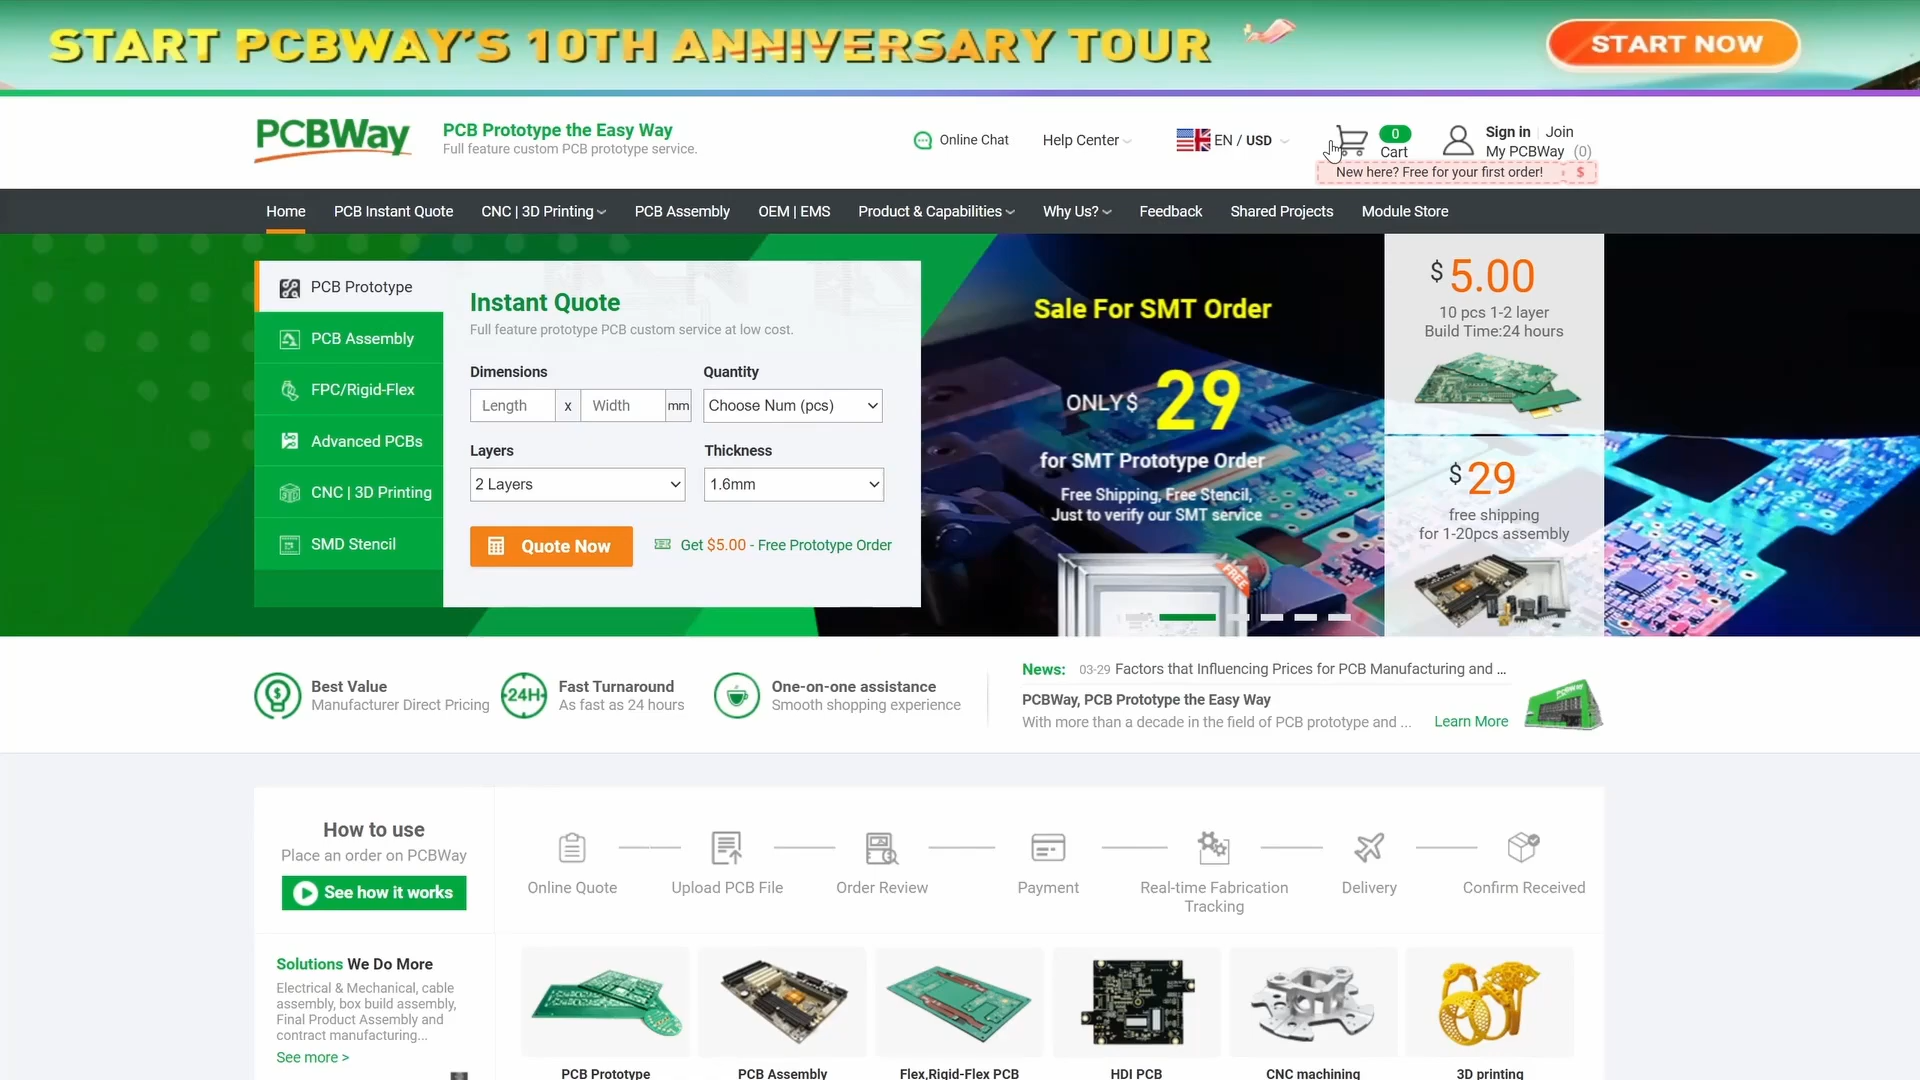 START PCBWAY'S 10TH ANNIVERSARY TOUR
START NOW
PCBWay
PCB Prototype the Easy Way
Full feature custom PCB prototype service.
Online Chat
Help Center
EN / USD
0
Cart
Sign in
Join
My PCBWay (0)
New here? Free for your first order! $
Home
PCB Instant Quote
CNC | 3D Printing
PCB Assembly
OEM | EMS
Product & Capabilities
Why Us?
Feedback
Shared Projects
Module Store
PCB Prototype
PCB Assembly
FPC/Rigid-Flex
Advanced PCBs
CNC | 3D Printing
SMD Stencil
Instant Quote
Full feature prototype PCB custom service at low cost.
Dimensions
Length x Width mm
Quantity
Choose Num (pcs)
Layers
2 Layers
Thickness
1.6mm
Quote Now
Get $5.00 - Free Prototype Order
Sale For SMT Order
ONLY$ 29
for SMT Prototype Order
Free Shipping, Free Stencil,
Just to verify our SMT service
FREE
$ 5.00
10 pcs 1-2 layer
Build Time:24 hours
$ 29
free shipping
for 1-20pcs assembly
Best Value
Manufacturer Direct Pricing
24H
Fast Turnaround
As fast as 24 hours
One-on-one assistance
Smooth shopping experience
News: 03-29 Factors that Influencing Prices for PCB Manufacturing and ...
PCBWay, PCB Prototype the Easy Way
With more than a decade in the field of PCB prototype and ... Learn More
How to use
Place an order on PCBWay
See how it works
Online Quote
Upload PCB File
Order Review
Payment
Real-time Fabrication
Tracking
Delivery
Confirm Received
Solutions We Do More
Electrical & Mechanical, cable
assembly, box build assembly,
Final Product Assembly and
contract manufacturing...
See more >
PCB Prototype
PCB Assembly
Flex,Rigid-Flex PCB
HDI PCB
CNC machining
3D printing